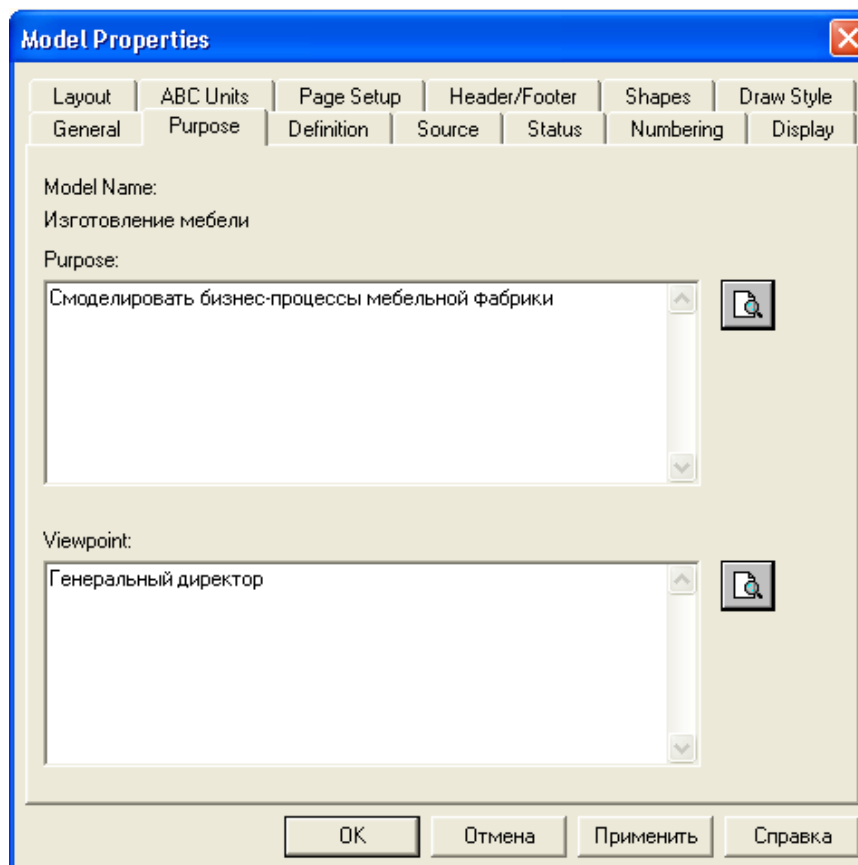 Model Properties
Layout ABC Units Page Setup Header/Footer Shapes Draw Style
General Purpose Definition Source Status Numbering Display
Model Name:
Изготовление мебели
Purpose:
Смоделировать бизнес-процессы мебельной фабрики
Viewpoint:
Генеральный директор
OK Отмена Применить Справка